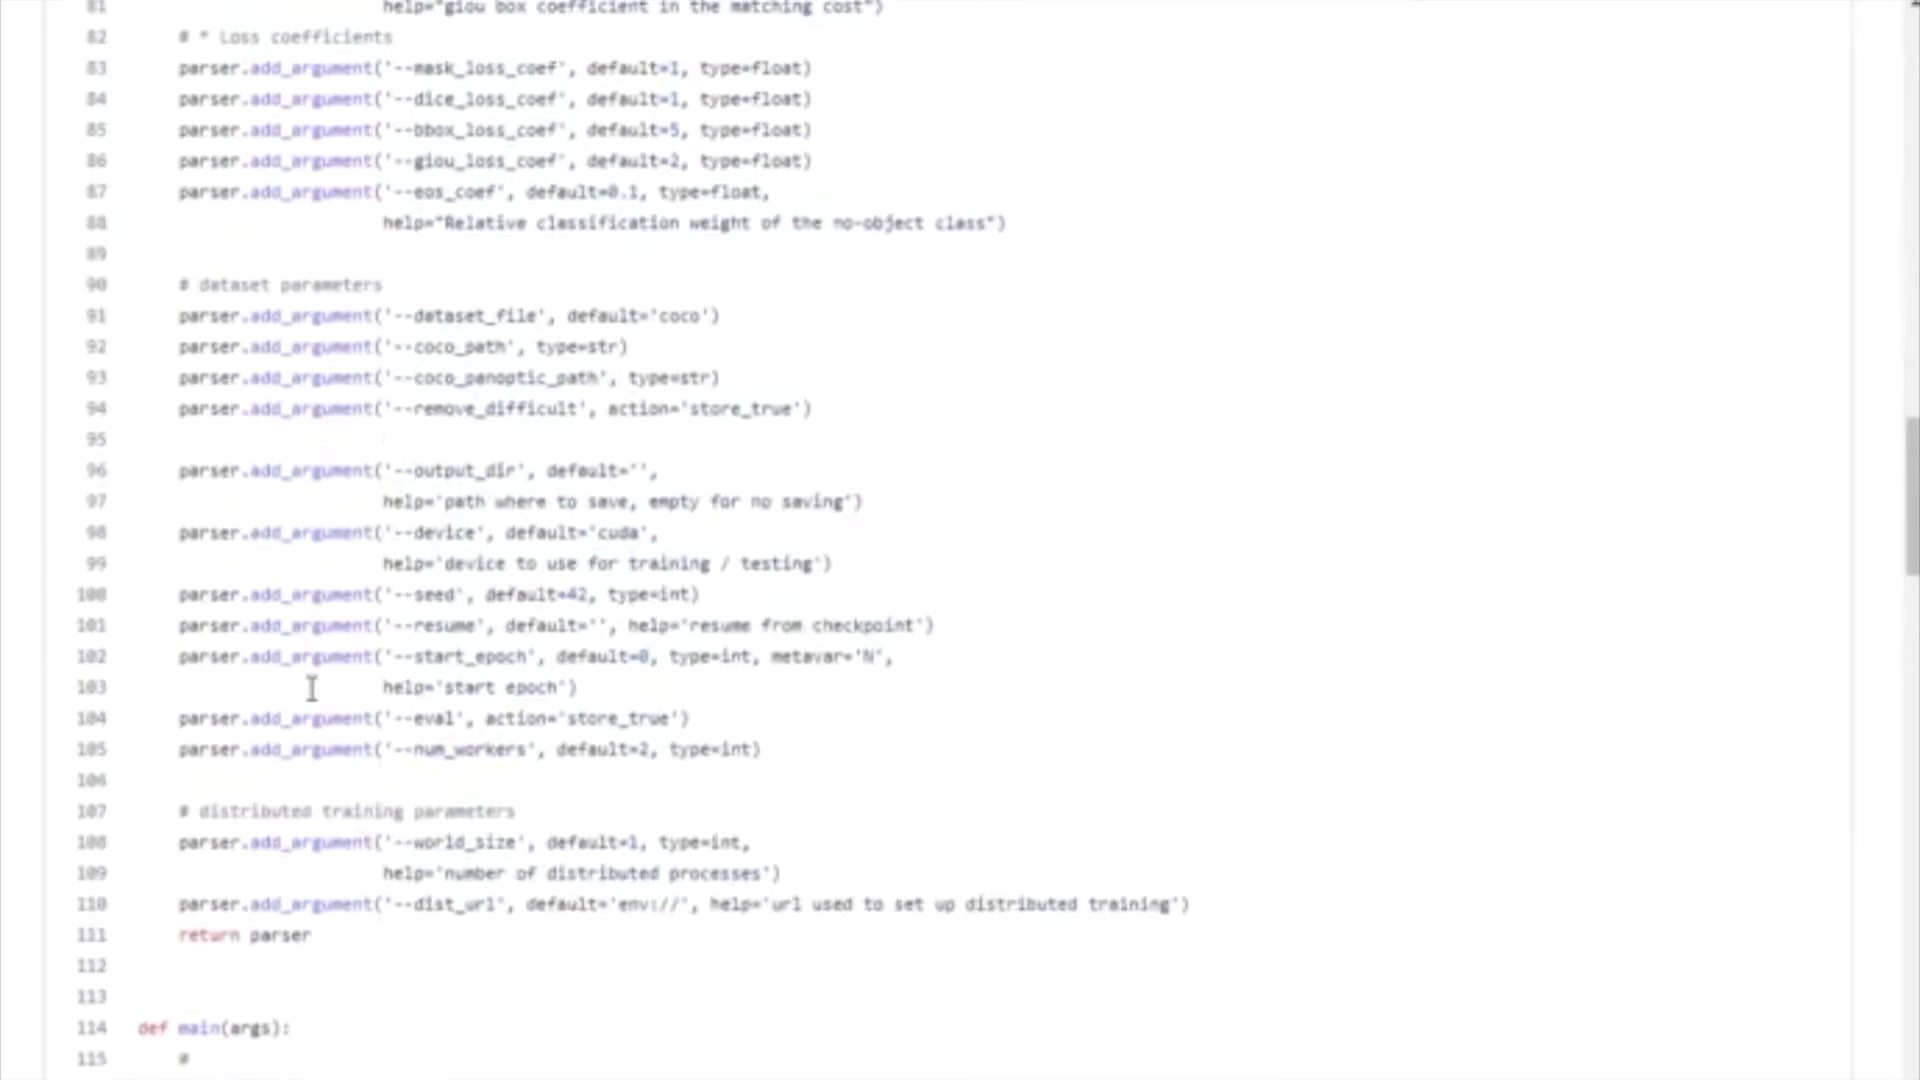 81 help="giou box coefficient in the matching cost")
82 # * Loss coefficients
83 parser.add_argument('--mask_loss_coef', default=1, type=float)
84 parser.add_argument('--dice_loss_coef', default=1, type=float)
85 parser.add_argument('--bbox_loss_coef', default=5, type=float)
86 parser.add_argument('--giou_loss_coef', default=2, type=float)
87 parser.add_argument('--eos_coef', default=0.1, type=float,
88 help="Relative classification weight of the no-object class")
89
90 # dataset parameters
91 parser.add_argument('--dataset_file', default='coco')
92 parser.add_argument('--coco_path', type=str)
93 parser.add_argument('--coco_panoptic_path', type=str)
94 parser.add_argument('--remove_difficult', action='store_true')
95
96 parser.add_argument('--output_dir', default='',
97 help='path where to save, empty for no saving')
98 parser.add_argument('--device', default='cuda',
99 help='device to use for training / testing')
100 parser.add_argument('--seed', default=42, type=int)
101 parser.add_argument('--resume', default='', help='resume from checkpoint')
102 parser.add_argument('--start_epoch', default=0, type=int, metavar='N',
103 help='start epoch')
104 parser.add_argument('--eval', action='store_true')
105 parser.add_argument('--num_workers', default=2, type=int)
106
107 # distributed training parameters
108 parser.add_argument('--world_size', default=1, type=int,
109 help='number of distributed processes')
110 parser.add_argument('--dist_url', default='env://', help='url used to set up distributed training')
111 return parser
112
113
114 def main(args):
115 #